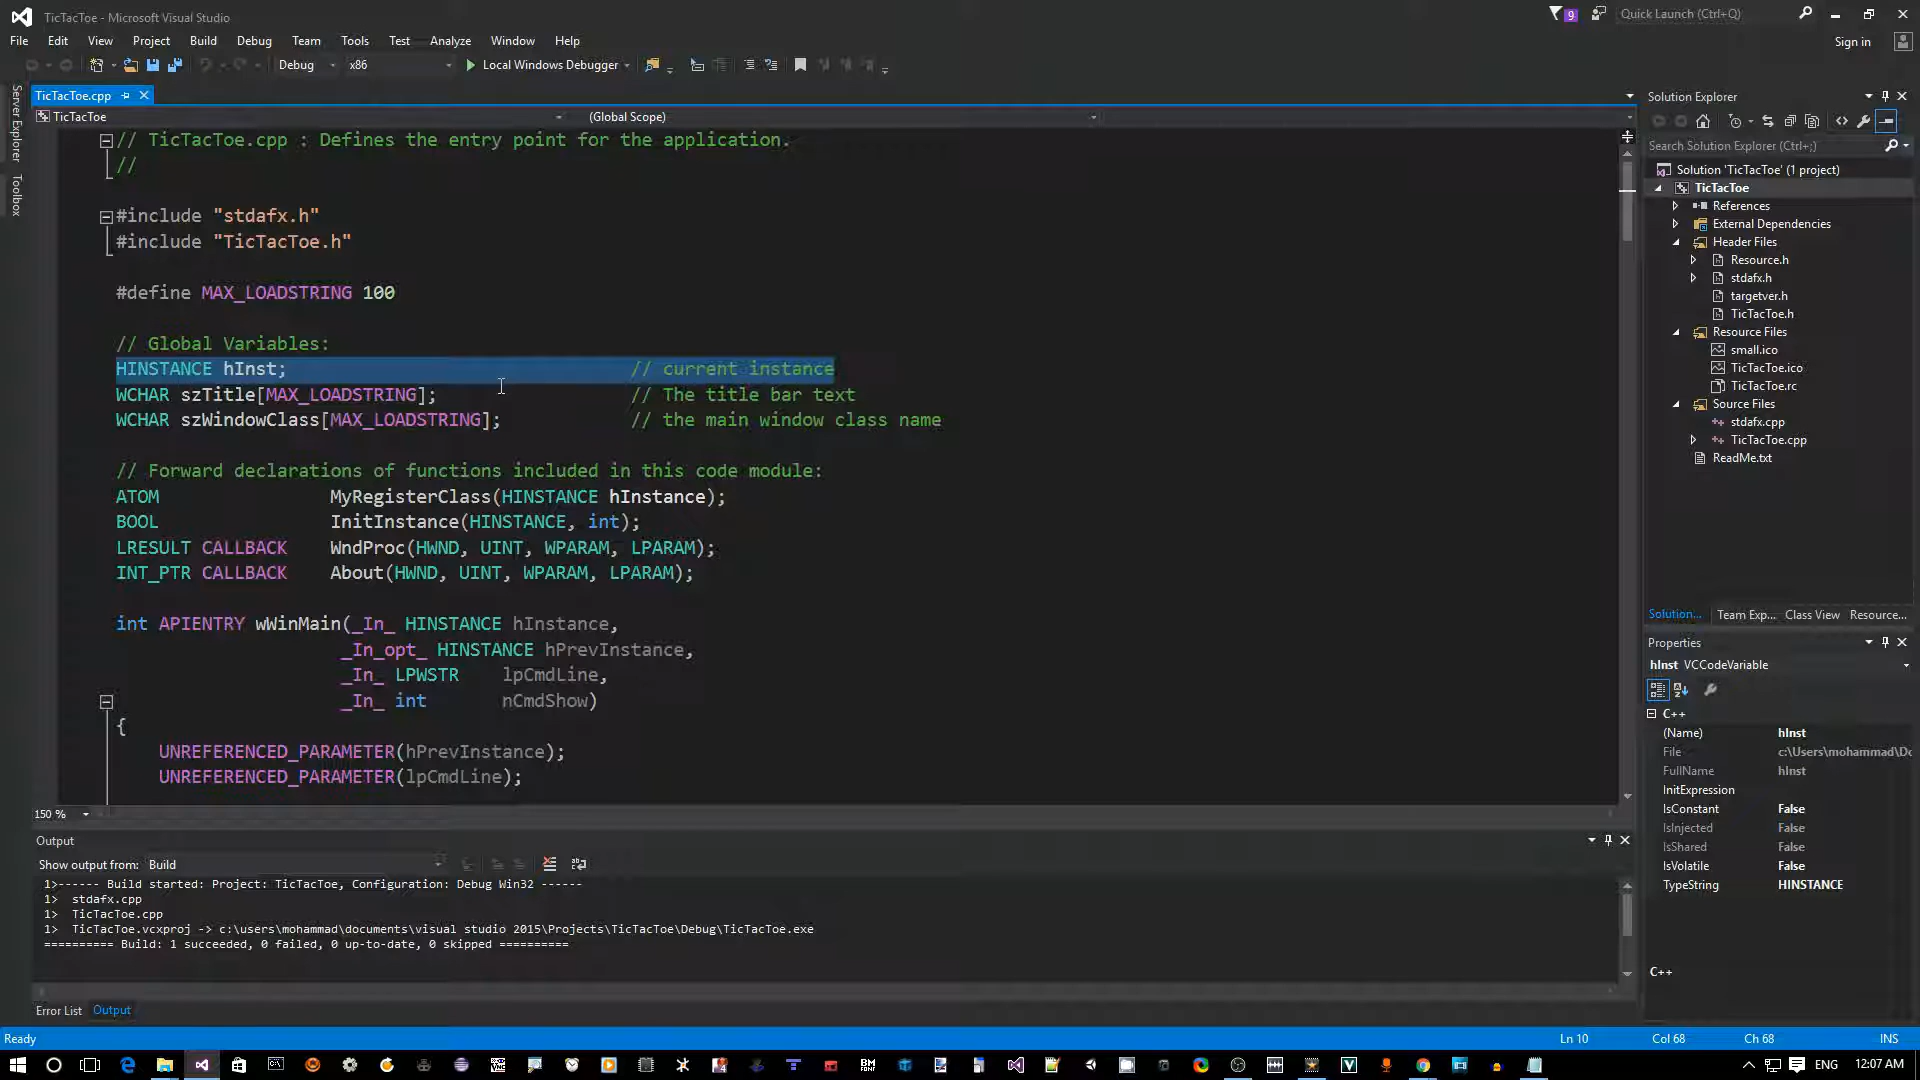 TicTacToe - Microsoft Visual Studio
9
Quick Launch (Ctrl+Q)
File Edit View Project Build Debug Team Tools Test Analyze Window Help
Sign in
Debug x86 Local Windows Debugger
TicTacToe.cpp
TicTacToe (Global Scope)
Server Explorer
Toolbox
// TicTacToe.cpp : Defines the entry point for the application.
//
#include "stdafx.h"
#include "TicTacToe.h"
#define MAX_LOADSTRING 100
// Global Variables:
HINSTANCE hInst; // current instance
WCHAR szTitle[MAX_LOADSTRING]; // The title bar text
WCHAR szWindowClass[MAX_LOADSTRING]; // the main window class name
// Forward declarations of functions included in this code module:
ATOM MyRegisterClass(HINSTANCE hInstance);
BOOL InitInstance(HINSTANCE, int);
LRESULT CALLBACK WndProc(HWND, UINT, WPARAM, LPARAM);
INT_PTR CALLBACK About(HWND, UINT, WPARAM, LPARAM);
int APIENTRY wWinMain(_In_ HINSTANCE hInstance,
_In_opt_ HINSTANCE hPrevInstance,
_In_ LPWSTR lpCmdLine,
_In_ int nCmdShow)
{
UNREFERENCED_PARAMETER(hPrevInstance);
UNREFERENCED_PARAMETER(lpCmdLine);
150 %
Output
Show output from: Build
1>------ Build started: Project: TicTacToe, Configuration: Debug Win32 ------
1> stdafx.cpp
1> TicTacToe.cpp
1> TicTacToe.vcxproj -> c:\users\mohammad\documents\visual studio 2015\Projects\TicTacToe\Debug\TicTacToe.exe
========== Build: 1 succeeded, 0 failed, 0 up-to-date, 0 skipped ==========
Error List Output
Solution Explorer
Search Solution Explorer (Ctrl+;)
Solution 'TicTacToe' (1 project)
TicTacToe
References
External Dependencies
Header Files
Resource.h
stdafx.h
targetver.h
TicTacToe.h
Resource Files
small.ico
TicTacToe.ico
TicTacToe.rc
Source Files
stdafx.cpp
TicTacToe.cpp
ReadMe.txt
Solution... Team Exp... Class View Resource...
Properties
hInst VCCodeVariable
C++
(Name) hInst
File c:\Users\mohammad\Dc
FullName hInst
InitExpression
IsConstant False
IsInjected False
IsShared False
IsVolatile False
TypeString HINSTANCE
C++
Ready Ln 10 Col 68 Ch 68 INS
ENG 12:07 AM